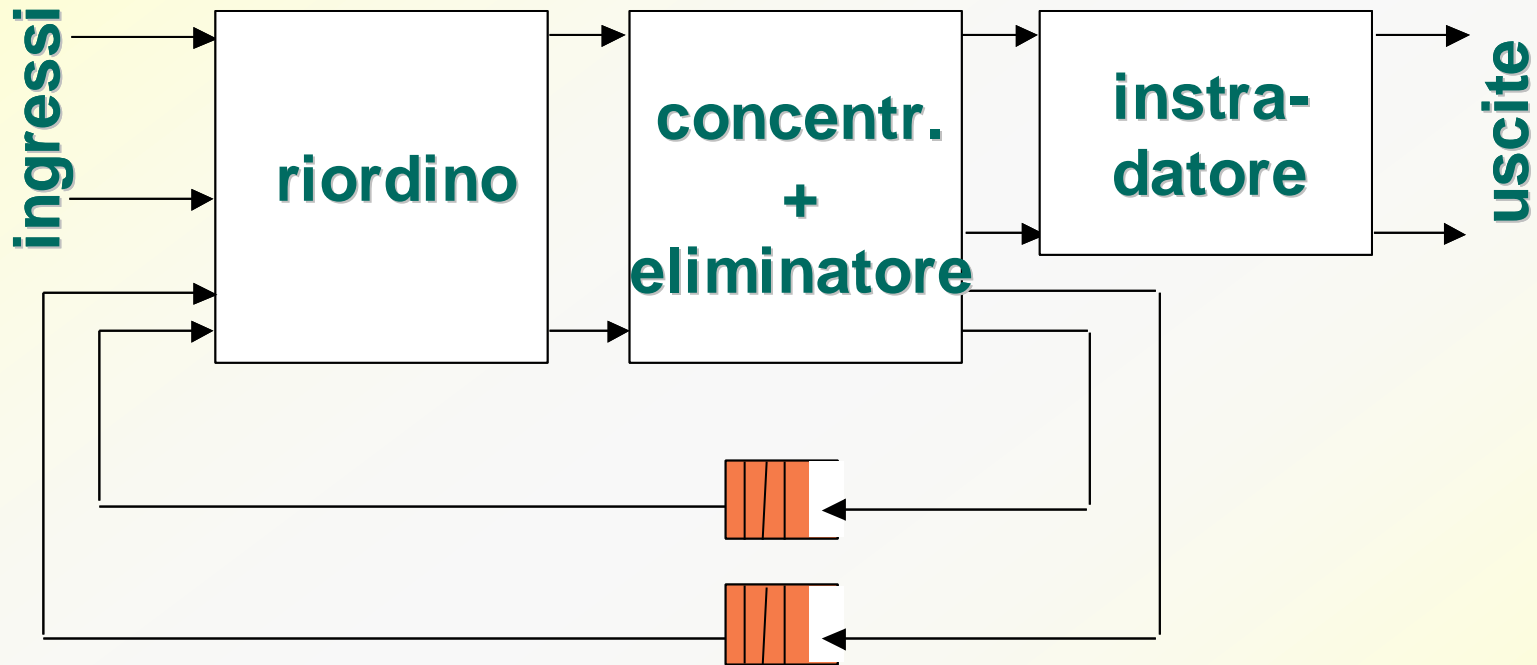 ingressi
riordino
concentr.
+
eliminatore
instra-
datore
uscite